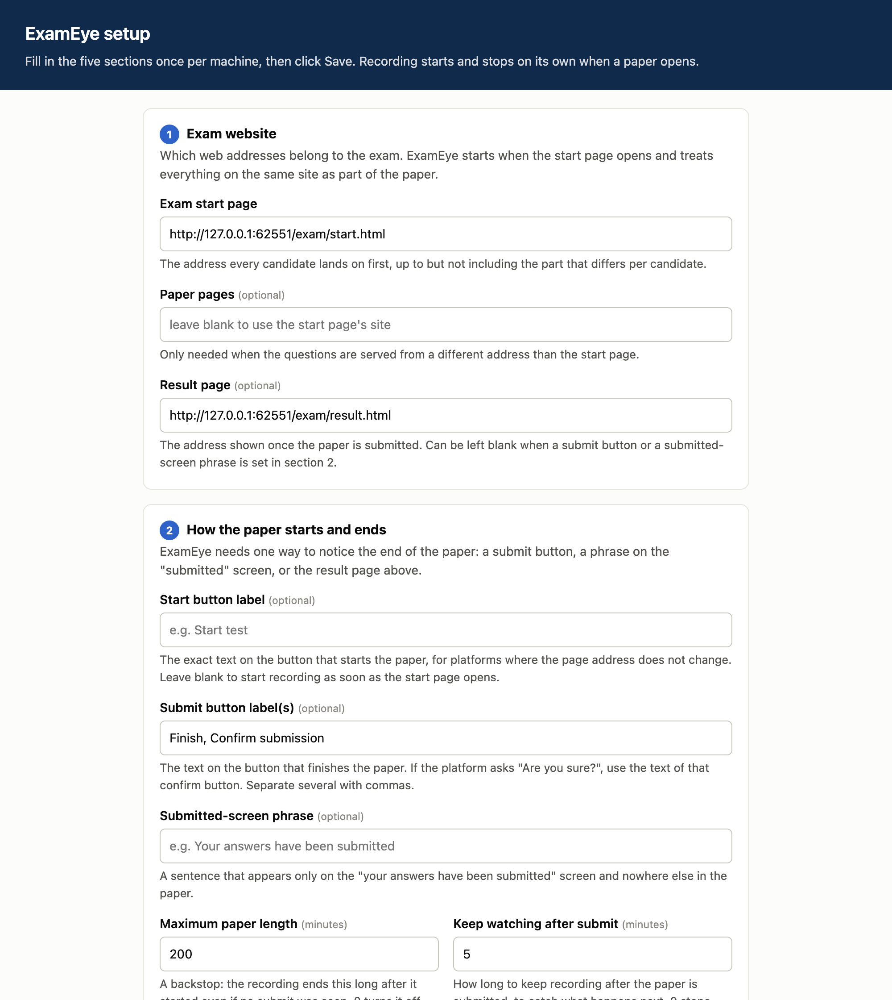 ExamEye setup
Fill in the five sections once per machine, then click Save. Recording starts and stops on its own when a paper opens.
1 Exam website
Which web addresses belong to the exam. ExamEye starts when the start page opens and treats
everything on the same site as part of the paper.
Exam start page
http://127.0.0.1:62551/exam/start.html
The address every candidate lands on first, up to but not including the part that differs per candidate.
Paper pages (optional)
leave blank to use the start page's site
Only needed when the questions are served from a different address than the start page.
Result page (optional)
http://127.0.0.1:62551/exam/result.html
The address shown once the paper is submitted. Can be left blank when a submit button or a submitted-
screen phrase is set in section 2.
2 How the paper starts and ends
ExamEye needs one way to notice the end of the paper: a submit button, a phrase on the
"submitted" screen, or the result page above.
Start button label (optional)
e.g. Start test
The exact text on the button that starts the paper, for platforms where the page address does not change.
Leave blank to start recording as soon as the start page opens.
Submit button label(s) (optional)
Finish, Confirm submission
The text on the button that finishes the paper. If the platform asks "Are you sure?", use the text of that
confirm button. Separate several with commas.
Submitted-screen phrase (optional)
e.g. Your answers have been submitted
A sentence that appears only on the "your answers have been submitted" screen and nowhere else in the
paper.
Maximum paper length (minutes)
200
A backstop: the recording ends this long after it
Keep watching after submit (minutes)
5
How long to keep recording after the paper is